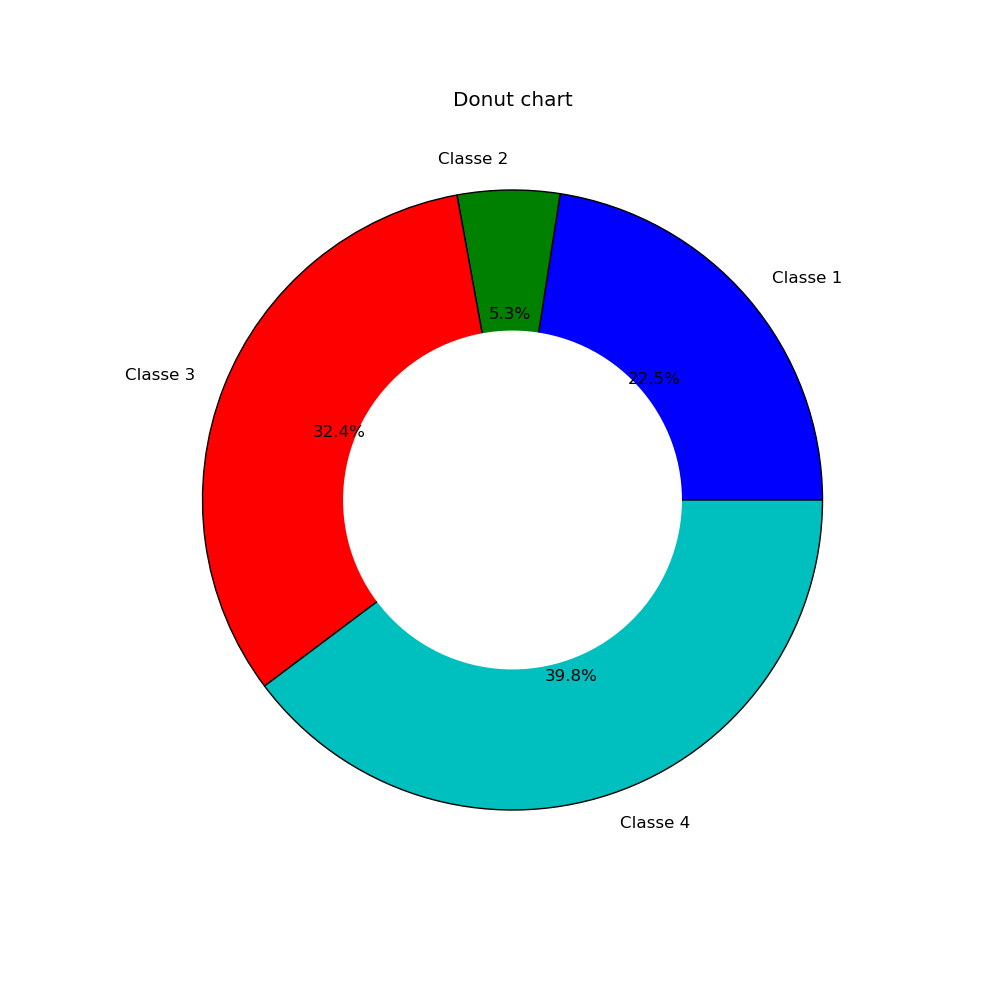 Donut chart
Classe 2
Classe 1
5.3%
Classe 3
22.5%
32.4%
39.8%
Classe 4